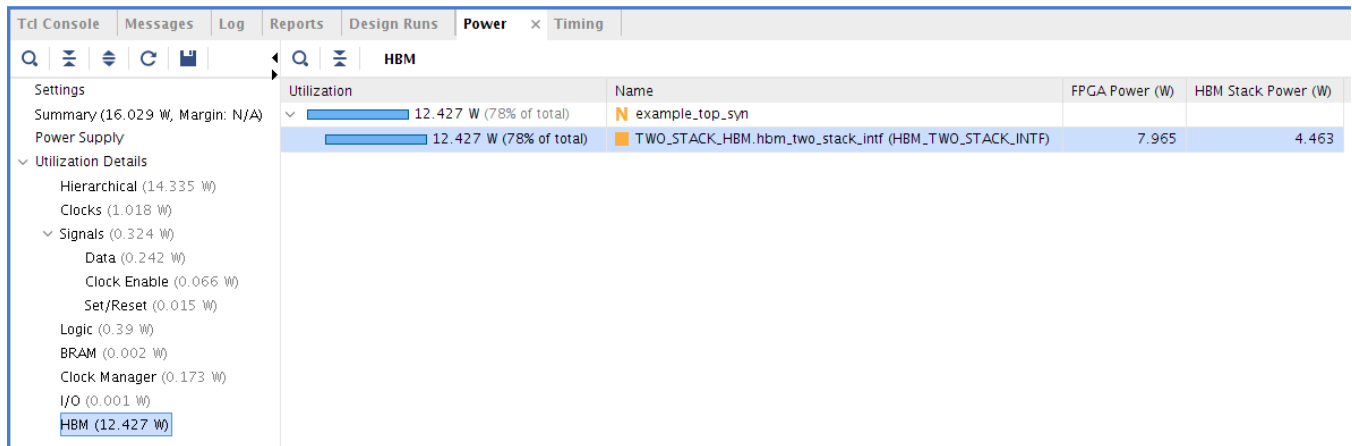 Tcl Console Messages Log Reports Design Runs Power × Timing
HBM
Settings
Summary (16.029 W, Margin: N/A)
Power Supply
Utilization Details
Hierarchical (14.335 W)
Clocks (1.018 W)
Signals (0.324 W)
Data (0.242 W)
Clock Enable (0.066 W)
Set/Reset (0.015 W)
Logic (0.39 W)
BRAM (0.002 W)
Clock Manager (0.173 W)
I/O (0.001 W)
HBM (12.427 W)
Utilization Name FPGA Power (W) HBM Stack Power (W)
12.427 W (78% of total) N example_top_syn
12.427 W (78% of total) TWO_STACK_HBM.hbm_two_stack_intf (HBM_TWO_STACK_INTF) 7.965 4.463